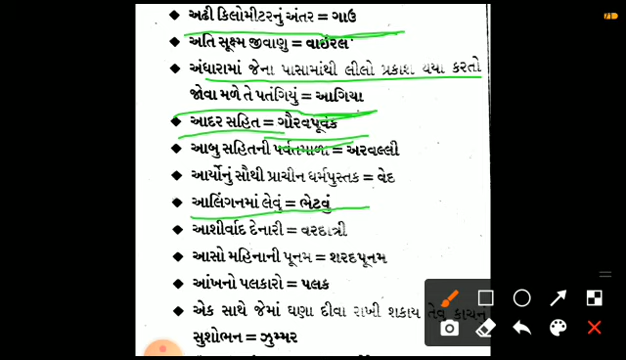 ◆ અઢી કિલોમીટરનું અંતર = ગાઉ
◆ અતિ સૂક્ષ્મ જીવાણુ = વાઇરલ
◆ અંધારામાં જેના પાસામાંથી લીલો પ્રકાશ થયા કરતો
જોવા મળે તે પતંગિયું = આગિયા
◆ આદર સહિત = ગૌરવપૂર્વક
◆ આબુ સહિતની પર્વતમાળા = અરવલ્લી
◆ આર્યોનું સૌથી પ્રાચીન ધર્મપુસ્તક = વેદ
◆ આલિંગનમાં લેવું = ભેટવું
◆ આશીર્વાદ દેનારી = વરદાત્રી
◆ આસો મહિનાની પૂનમ = શરદપૂનમ
◆ આંખનો પલકારો = પલક
◆ એક સાથે જેમાં ઘણા દીવા રાખી શકાય તેવું કાચનું
સુશોભન = ઝુમ્મર